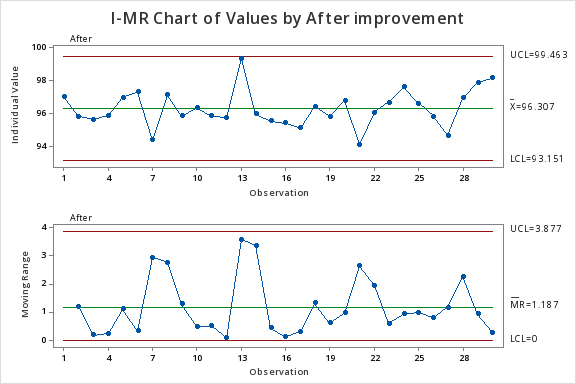 I-MR Chart of Values by After improvement
After
100
98
96
94
Individual Value
UCL=99.463
X=96.307
LCL=93.151
1 4 7 10 13 16 19 22 25 28
Observation
After
4
3
2
1
0
Moving Range
UCL=3.877
MR=1.187
LCL=0
1 4 7 10 13 16 19 22 25 28
Observation